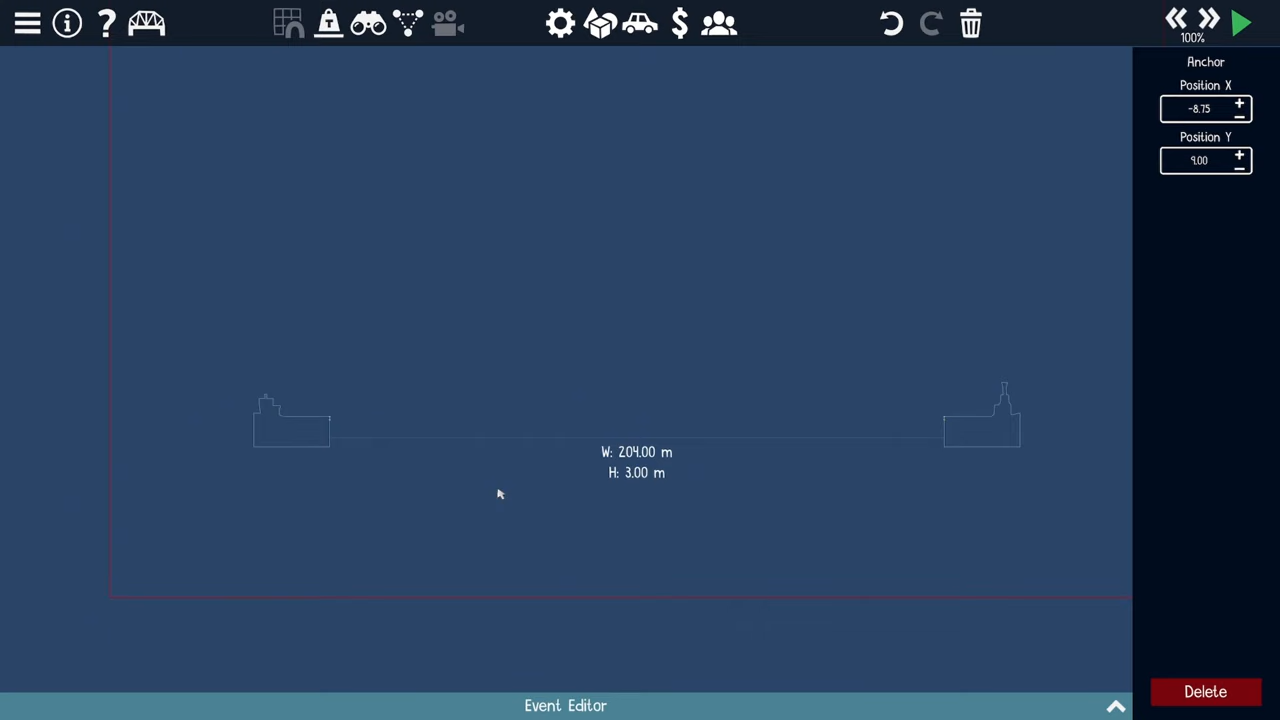 100%
Anchor
Position X
-8.75
Position Y
9.00
W: 204.00 m
H: 3.00 m
Event Editor
Delete